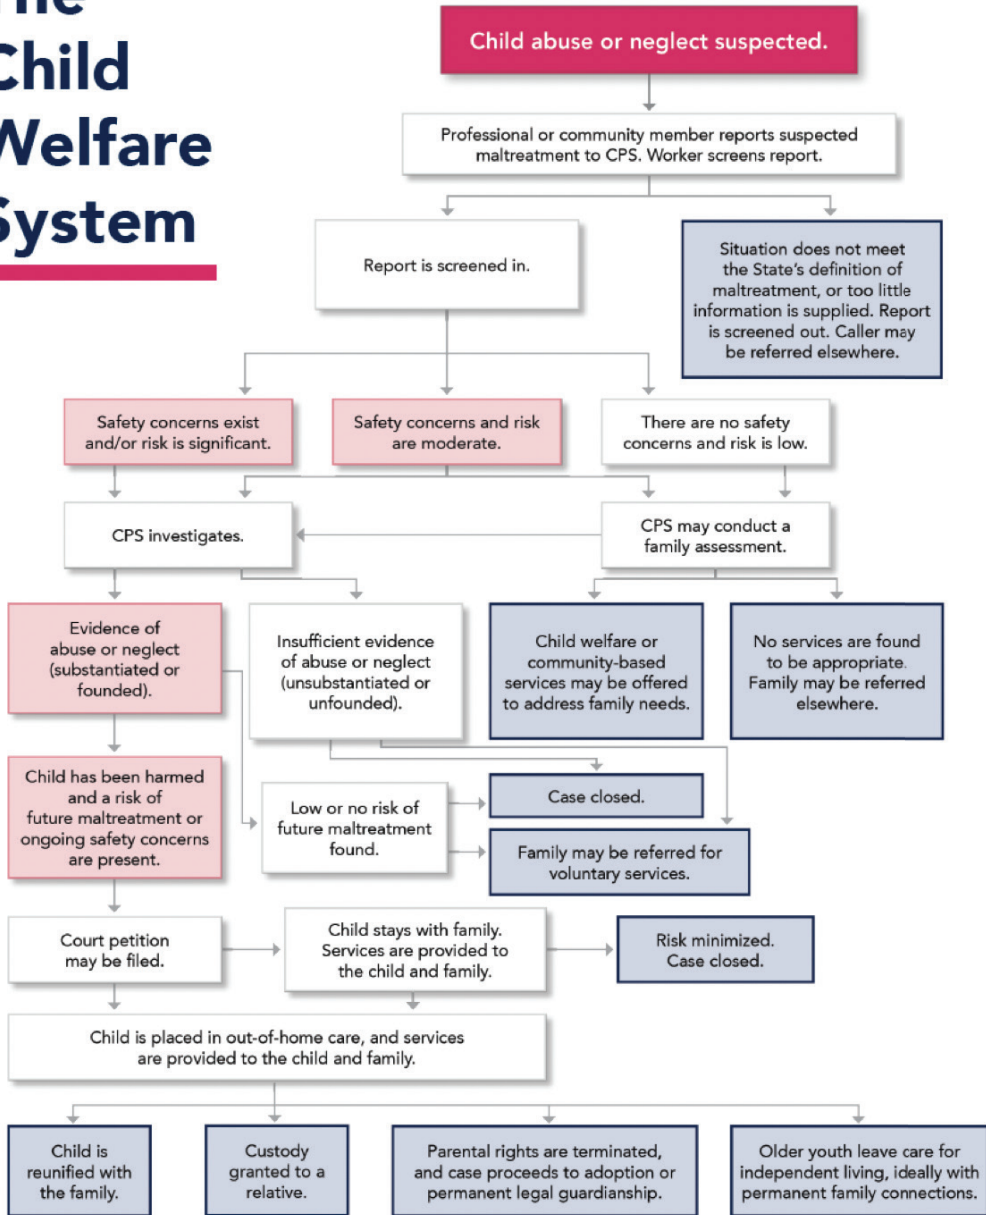 The
Child
Welfare
System
Child abuse or neglect suspected.
Professional or community member reports suspected
maltreatment to CPS. Worker screens report.
Report is screened in.
Situation does not meet
the State's definition of
maltreatment, or too little
information is supplied. Report
is screened out. Caller may
be referred elsewhere.
Safety concerns exist
and/or risk is significant.
Safety concerns and risk
are moderate.
There are no safety
concerns and risk is low.
CPS investigates.
CPS may conduct a
family assessment.
Evidence of
abuse or neglect
(substantiated or
founded).
Insufficient evidence
of abuse or neglect
(unsubstantiated or
unfounded).
Child welfare or
community-based
services may be offered
to address family needs.
No services are found
to be appropriate.
Family may be referred
elsewhere.
Child has been harmed
and a risk of
future maltreatment or
ongoing safety concerns
are present.
Low or no risk of
future maltreatment
found.
Case closed.
Family may be referred for
voluntary services.
Court petition
may be filed.
Child stays with family.
Services are provided to
the child and family.
Risk minimized.
Case closed.
Child is placed in out-of-home care, and services
are provided to the child and family.
Child is
reunified with
the family.
Custody
granted to a
relative.
Parental rights are terminated,
and case proceeds to adoption or
permanent legal guardianship.
Older youth leave care for
independent living, ideally with
permanent family connections.